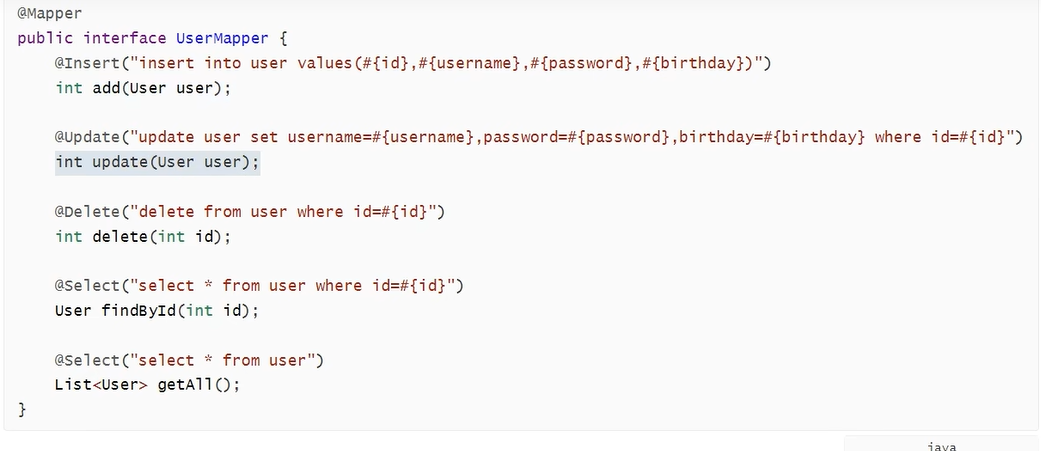 @Mapper
public interface UserMapper {
@Insert("insert into user values(#{id},#{username},#{password},#{birthday})")
int add(User user);
@Update("update user set username=#{username},password=#{password},birthday=#{birthday} where id=#{id}")
int update(User user);
@Delete("delete from user where id=#{id}")
int delete(int id);
@Select("select * from user where id=#{id}")
User findById(int id);
@Select("select * from user")
List<User> getAll();
}
java